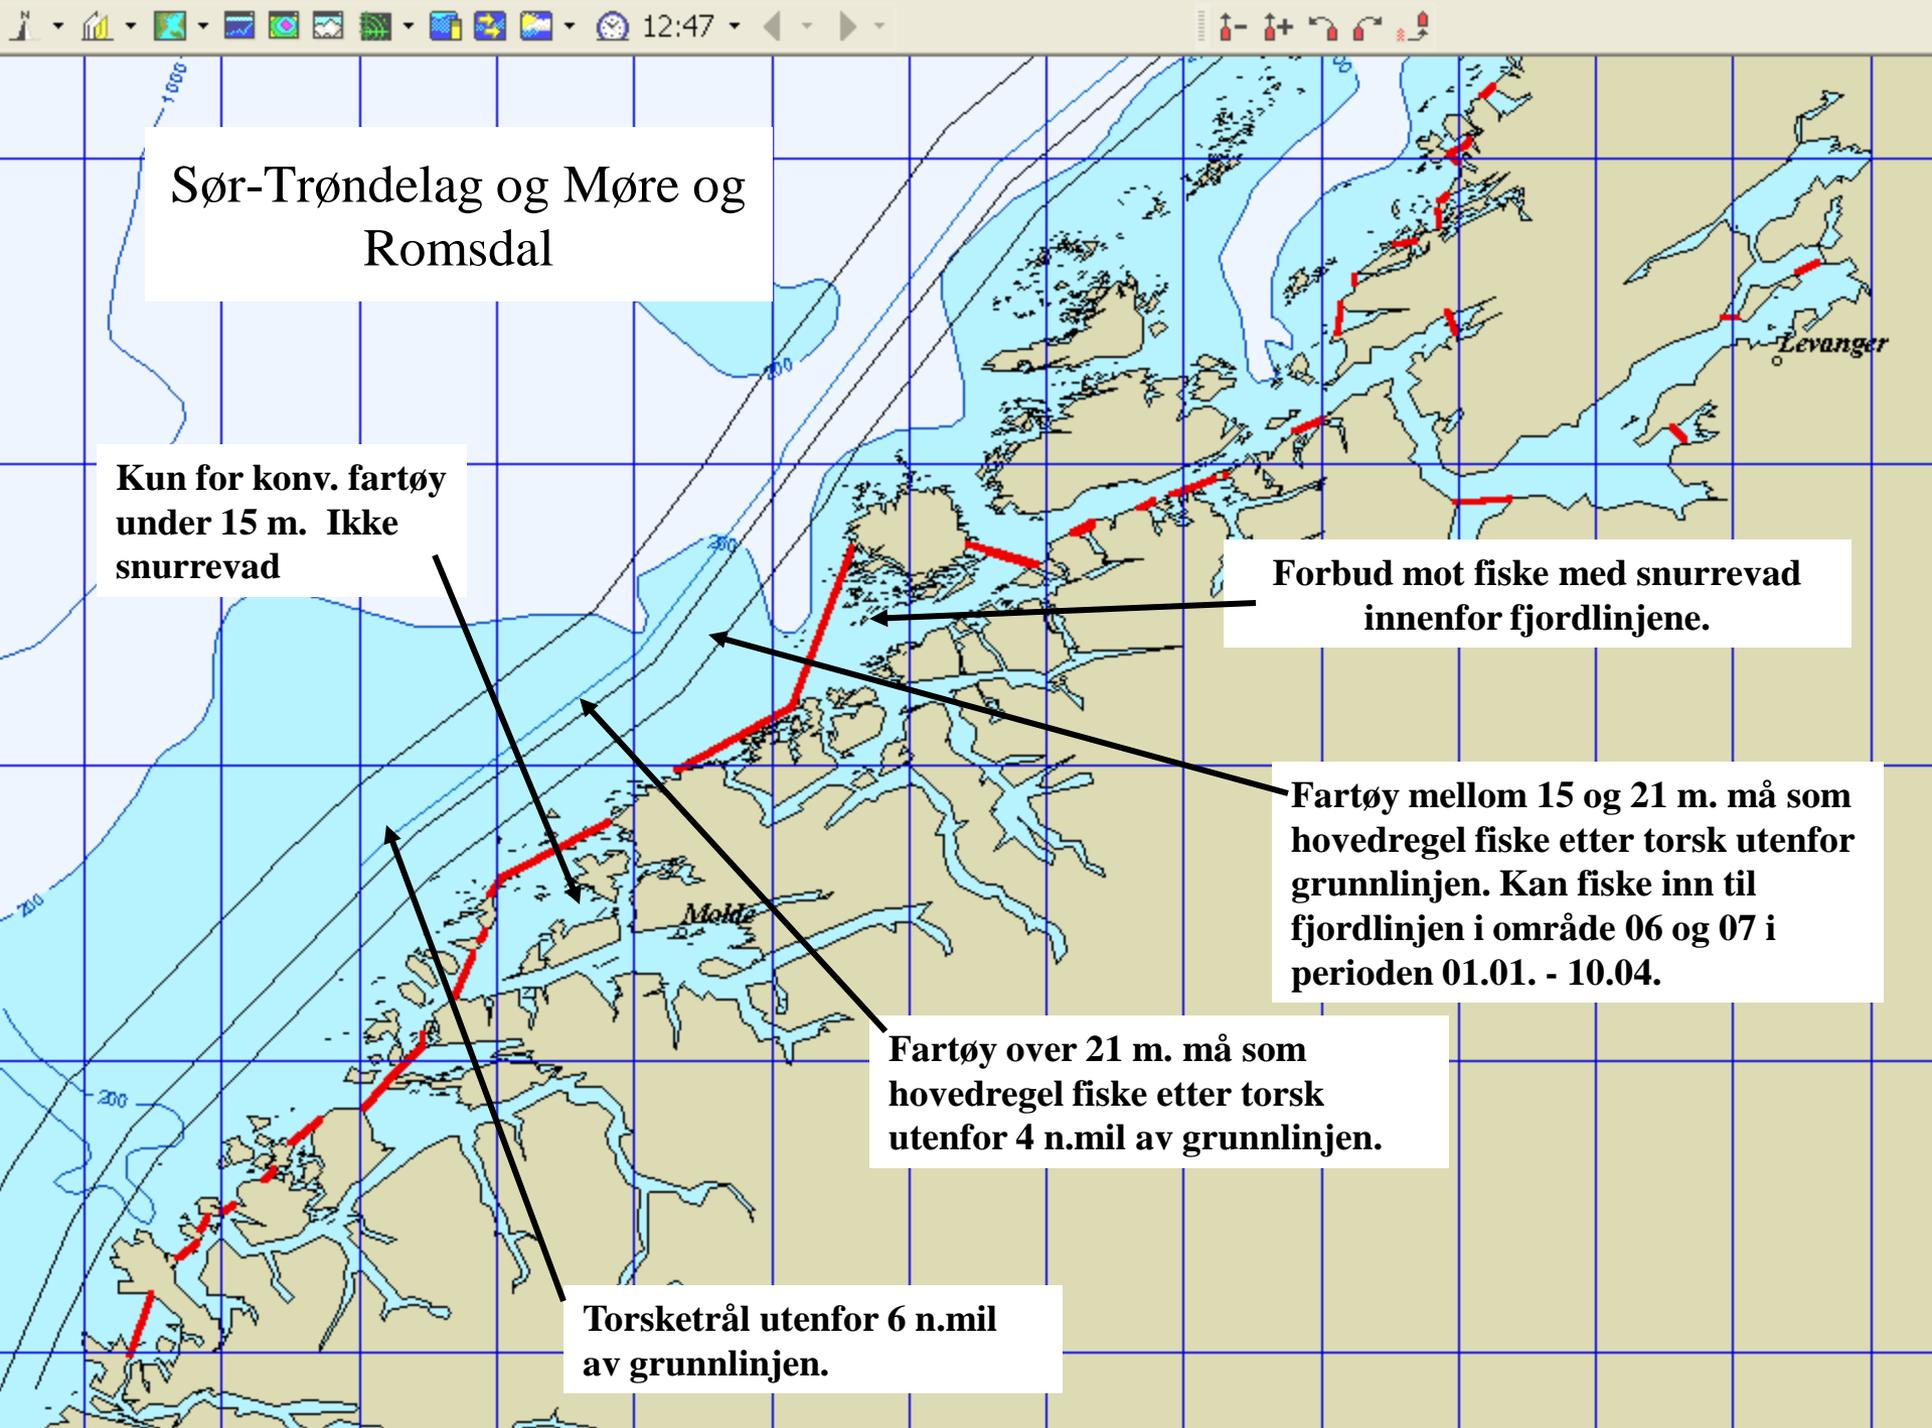 12:47
1000
Sør-Trøndelag og Møre og
Romsdal
200
Levanger
Kun for konv. fartøy
under 15 m. Ikke
snurrevad
200
Forbud mot fiske med snurrevad
innenfor fjordlinjene.
Fartøy mellom 15 og 21 m. må som
hovedregel fiske etter torsk utenfor
grunnlinjen. Kan fiske inn til
fjordlinjen i område 06 og 07 i
perioden 01.01. - 10.04.
200
Molde
Fartøy over 21 m. må som
hovedregel fiske etter torsk
utenfor 4 n.mil av grunnlinjen.
200
Torsketrål utenfor 6 n.mil
av grunnlinjen.